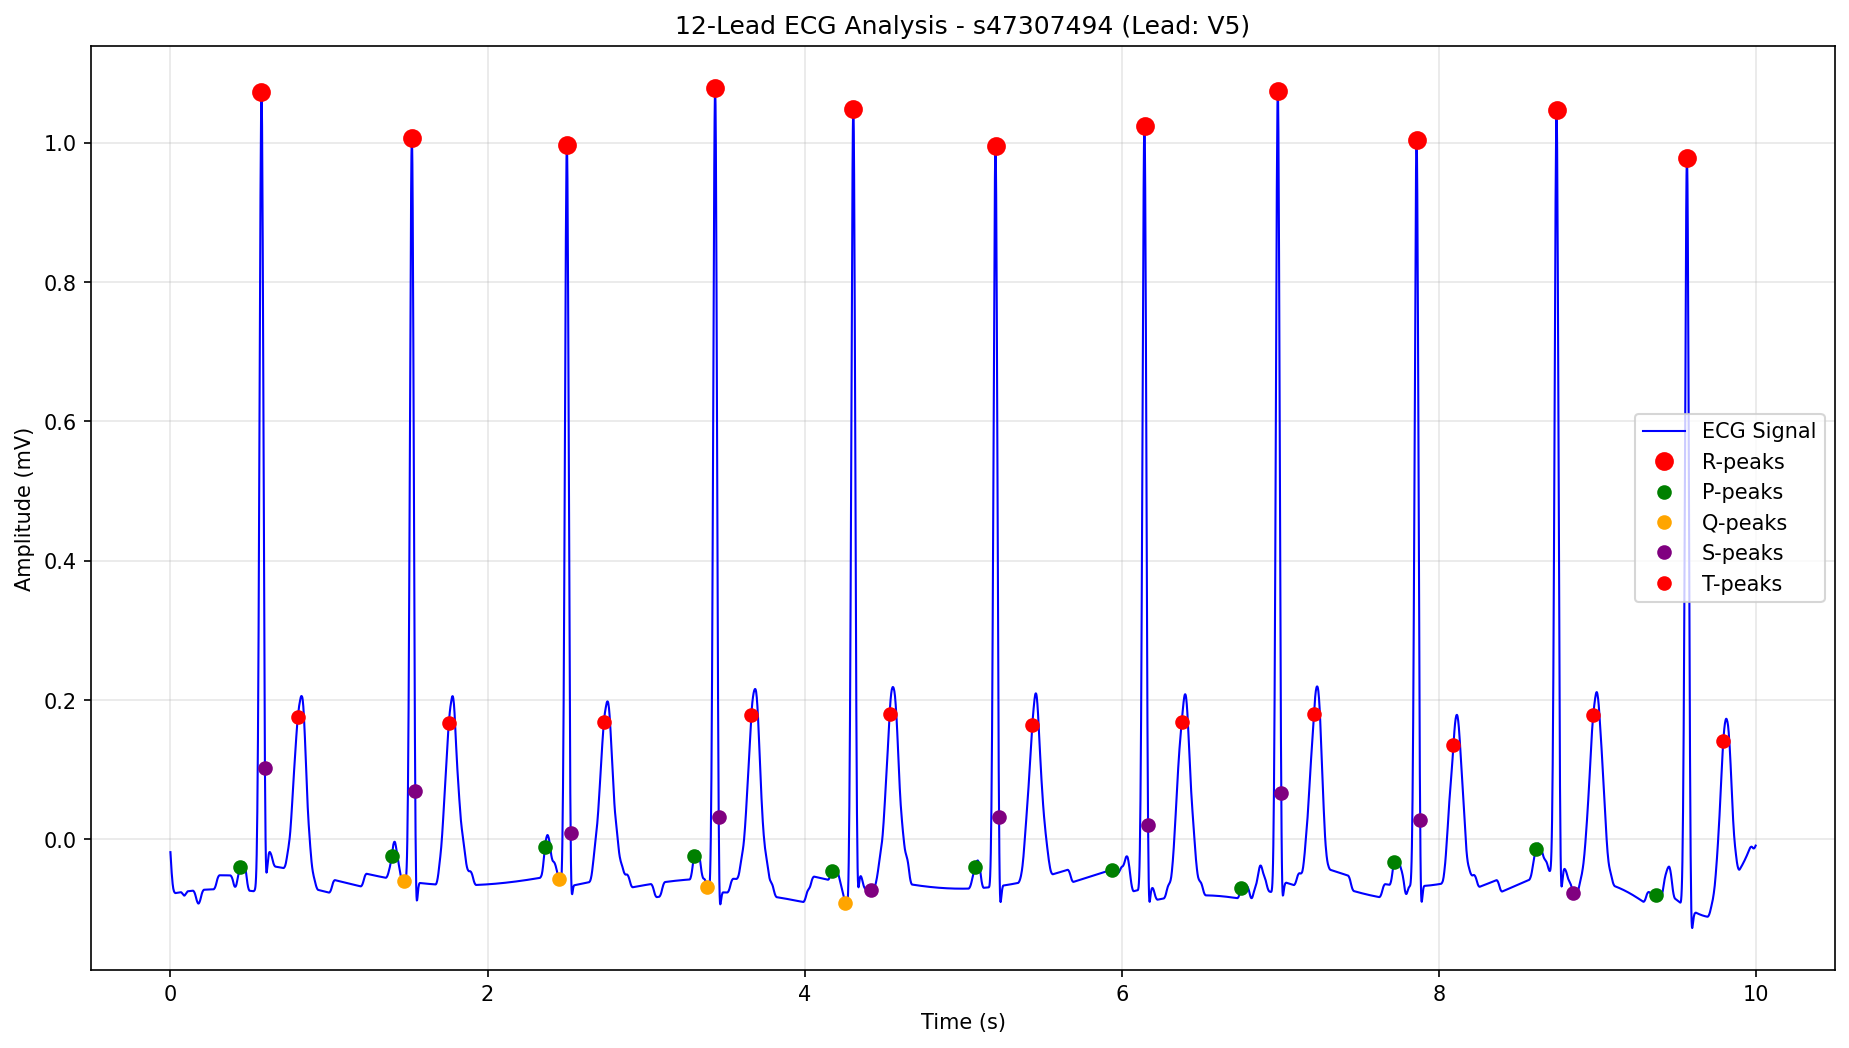 12-Lead ECG Analysis - s47307494 (Lead: V5)
Amplitude (mV)
1.0
0.8
0.6
0.4
0.2
0.0
ECG Signal
R-peaks
P-peaks
Q-peaks
S-peaks
T-peaks
0 2 4 6 8 10
Time (s)